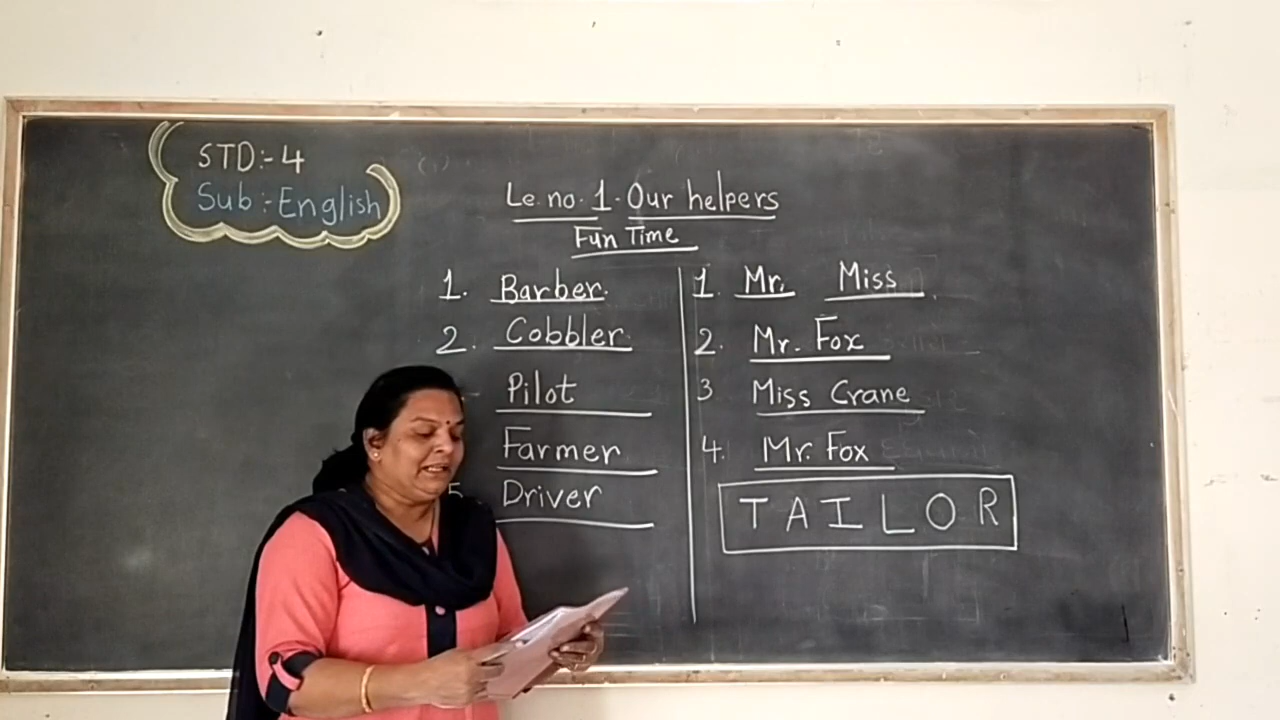 STD:- 4
Sub:- English
Le. no. 1. Our helpers
Fun Time
1. Barber.
2. Cobbler.
Pilot
Farmer
5 Driver
1. Mr. Miss
2. Mr. Fox
3 Miss Crane
4. Mr. Fox
TAILOR